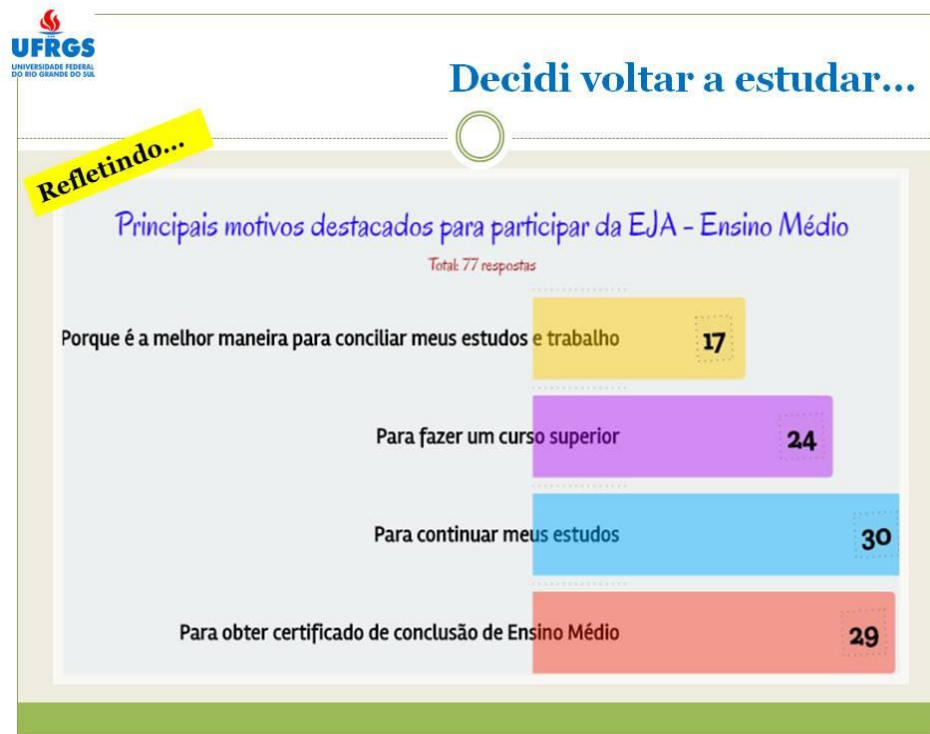 UFRGS
UNIVERSIDADE FEDERAL
DO RIO GRANDE DO SUL
Decidi voltar a estudar...
Refletindo...
Principais motivos destacados para participar da EJA - Ensino Médio
Total: 77 respostas
Porque é a melhor maneira para conciliar meus estudos e trabalho
17
Para fazer um curso superior
24
Para continuar meus estudos
30
Para obter certificado de conclusão de Ensino Médio
29